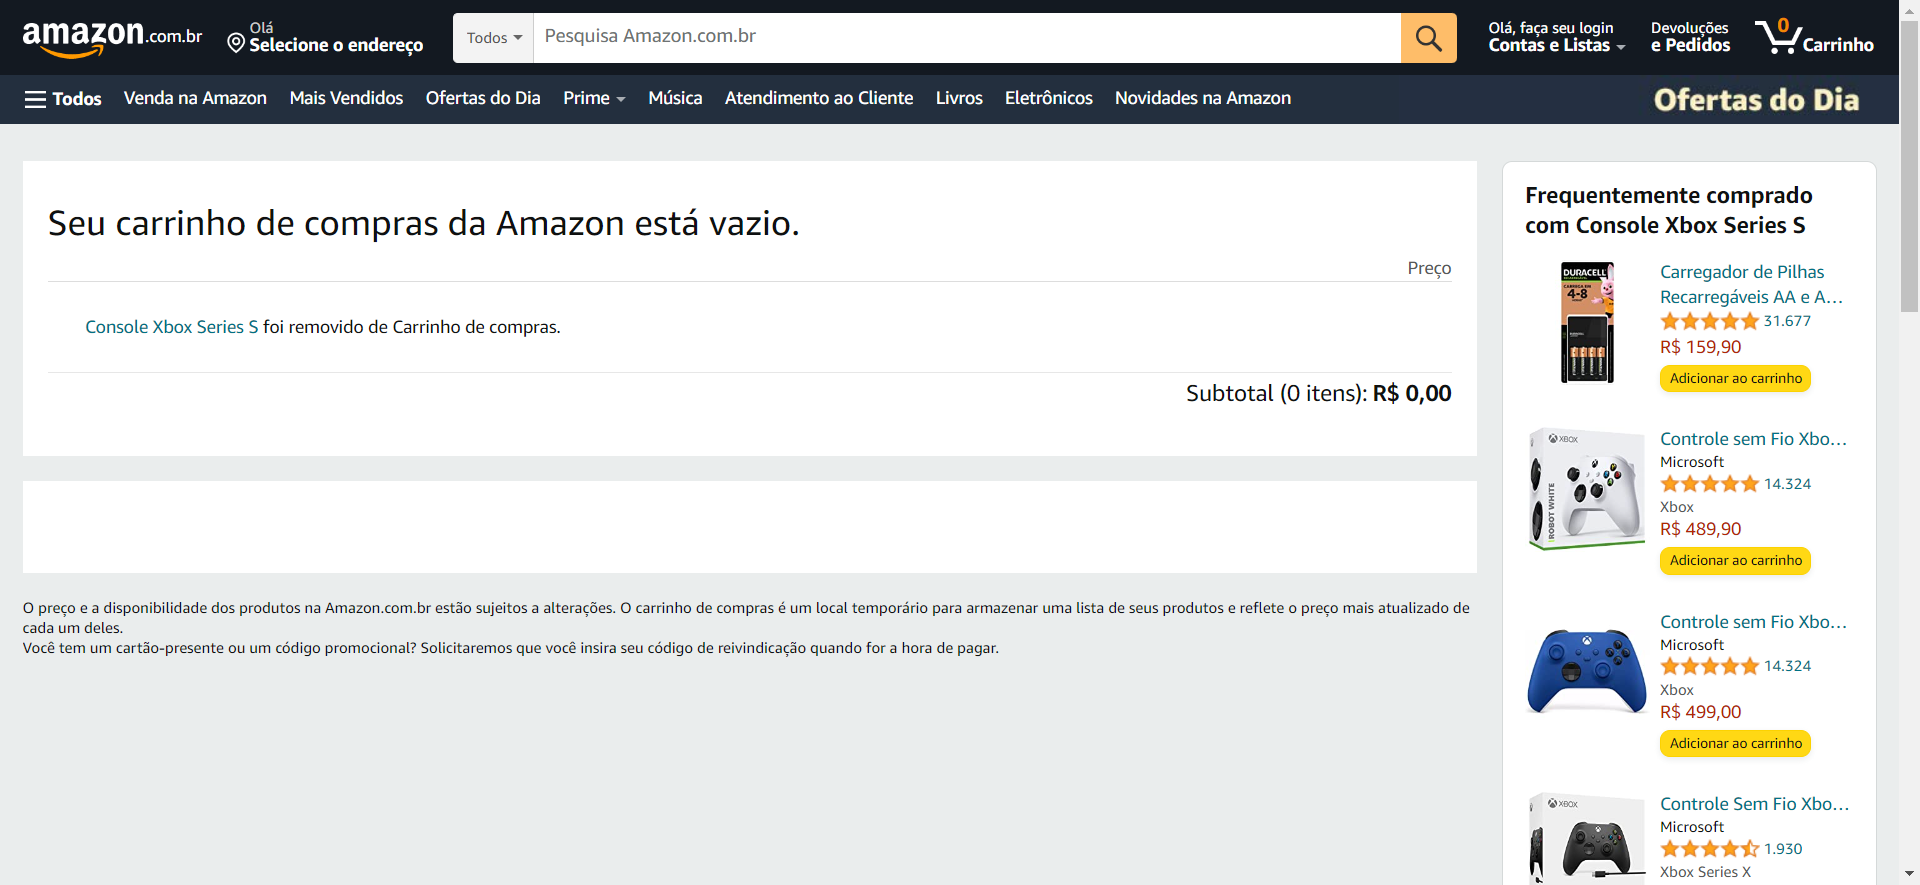 amazon.com.br
Olá
Selecione o endereço
Todos
Pesquisa Amazon.com.br
Olá, faça seu login
Contas e Listas
Devoluções
e Pedidos
0
Carrinho
Todos
Venda na Amazon
Mais Vendidos
Ofertas do Dia
Prime
Música
Atendimento ao Cliente
Livros
Eletrônicos
Novidades na Amazon
Ofertas do Dia
Seu carrinho de compras da Amazon está vazio.
Preço
Console Xbox Series S foi removido de Carrinho de compras.
Subtotal (0 itens): R$ 0,00
O preço e a disponibilidade dos produtos na Amazon.com.br estão sujeitos a alterações. O carrinho de compras é um local temporário para armazenar uma lista de seus produtos e reflete o preço mais atualizado de
cada um deles.
Você tem um cartão-presente ou um código promocional? Solicitaremos que você insira seu código de reivindicação quando for a hora de pagar.
Frequentemente comprado
com Console Xbox Series S
DURACELL
4-8
Carregador de Pilhas
Recarregáveis AA e A...
31.677
R$ 159,90
Adicionar ao carrinho
XBOX
ROBOT WHITE
Controle sem Fio Xbo...
Microsoft
14.324
Xbox
R$ 489,90
Adicionar ao carrinho
Controle sem Fio Xbo...
Microsoft
14.324
Xbox
R$ 499,00
Adicionar ao carrinho
XBOX
Controle Sem Fio Xbo...
Microsoft
1.930
Xbox Series X